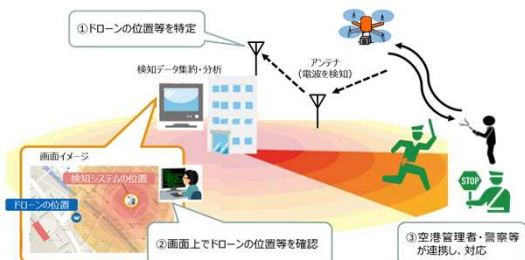 ①ドローンの位置等を特定
アンテナ
(電波を検知)
検知データ集約・分析
画面イメージ
検知システムの位置
ドローンの位置
STOP
②画面上でドローンの位置等を確認
③空港管理者・警察等
が連携し、対応